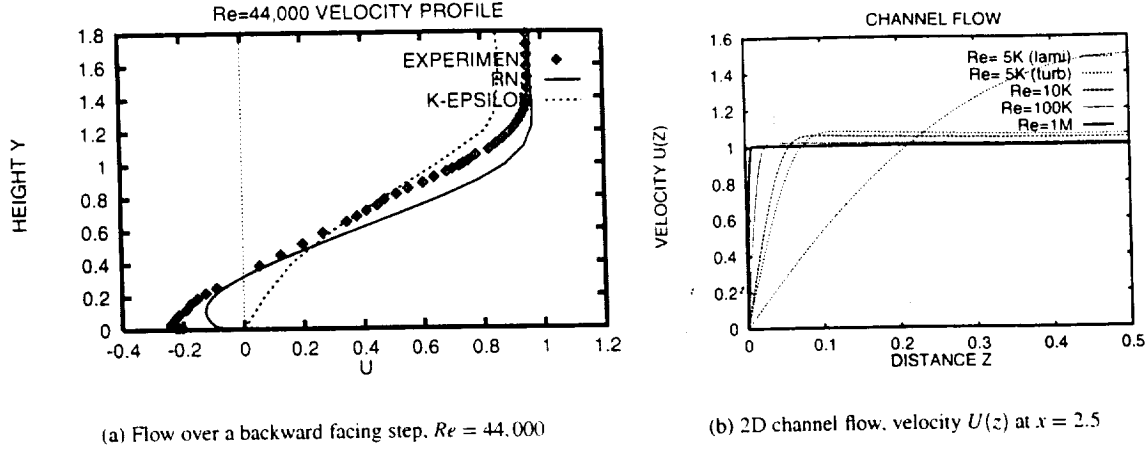 Re=44,000 VELOCITY PROFILE
1.8
1.6
1.4
1.2
1
0.8
0.6
0.4
0.2
0
HEIGHT Y
EXPERIMEN
RN
K-EPSILO
-0.4 -0.2 0 0.2 0.4 0.6 0.8 1 1.2
U
(a) Flow over a backward facing step, Re = 44,000
CHANNEL FLOW
1.6
1.4
1.2
1
0.8
0.6
0.4
0.2
0
VELOCITY U(Z)
Re= 5K (lami)
Re= 5K (turb)
Re=10K
Re=100K
Re=1M
0 0.1 0.2 0.3 0.4 0.5
DISTANCE Z
(b) 2D channel flow, velocity U(z) at x = 2.5